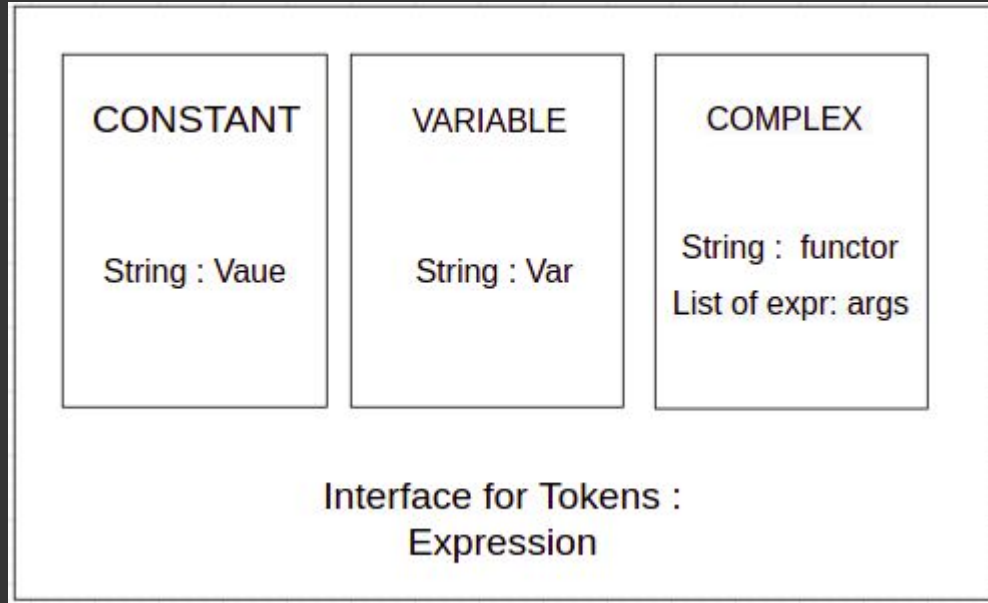 CONSTANT
String : Vaue
VARIABLE
String : Var
COMPLEX
String : functor
List of expr: args
Interface for Tokens :
Expression